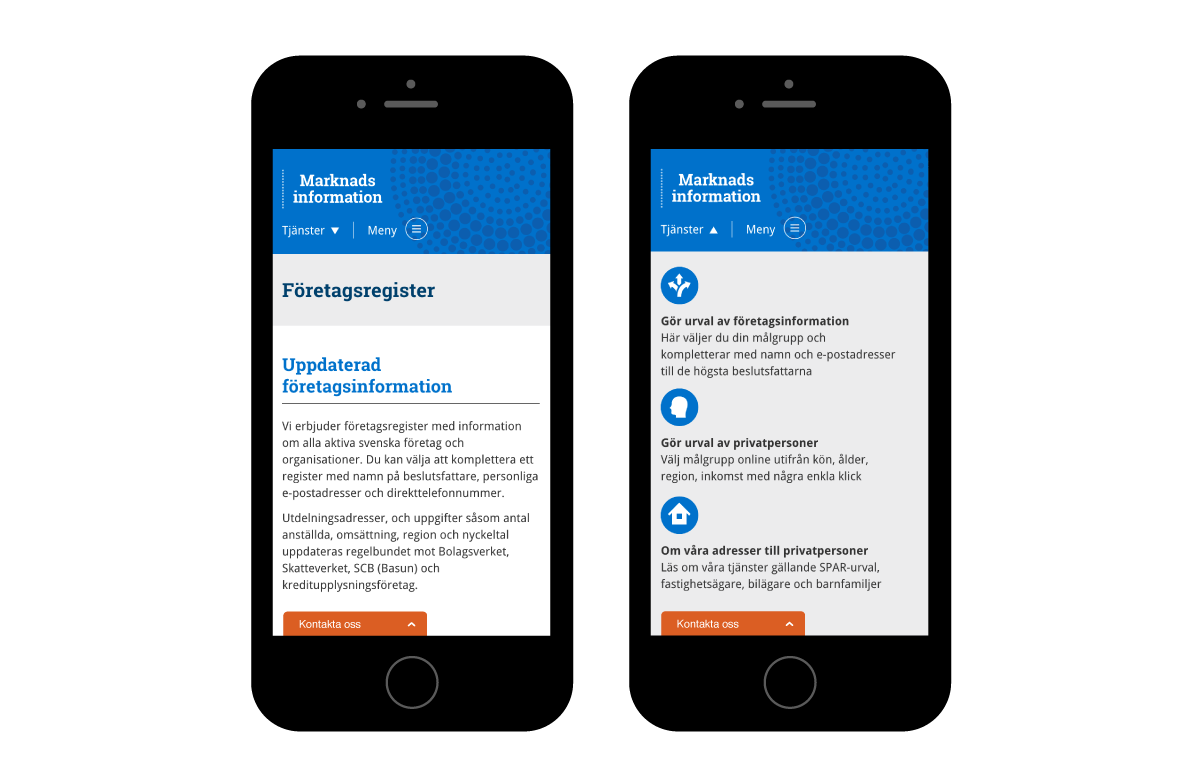 Marknads
information
Tjänster
Meny
Företagsregister
Uppdaterad
företagsinformation
Vi erbjuder företagsregister med information
om alla aktiva svenska företag och
organisationer. Du kan välja att komplettera ett
register med namn på beslutsfattare, personliga
e-postadresser och direkttelefonnummer.
Utdelningsadresser, och uppgifter såsom antal
anställda, omsättning, region och nyckeltal
uppdateras regelbundet mot Bolagsverket,
Skatteverket, SCB (Basun) och
kreditupplysningsföretag.
Kontakta oss
Marknads
information
Tjänster
Meny
Gör urval av företagsinformation
Här väljer du din målgrupp och
kompletterar med namn och e-postadresser
till de högsta beslutsfattarna
Gör urval av privatpersoner
Välj målgrupp online utifrån kön, ålder,
region, inkomst med några enkla klick
Om våra adresser till privatpersoner
Läs om våra tjänster gällande SPAR-urval,
fastighetsägare, bilägare och barnfamiljer
Kontakta oss